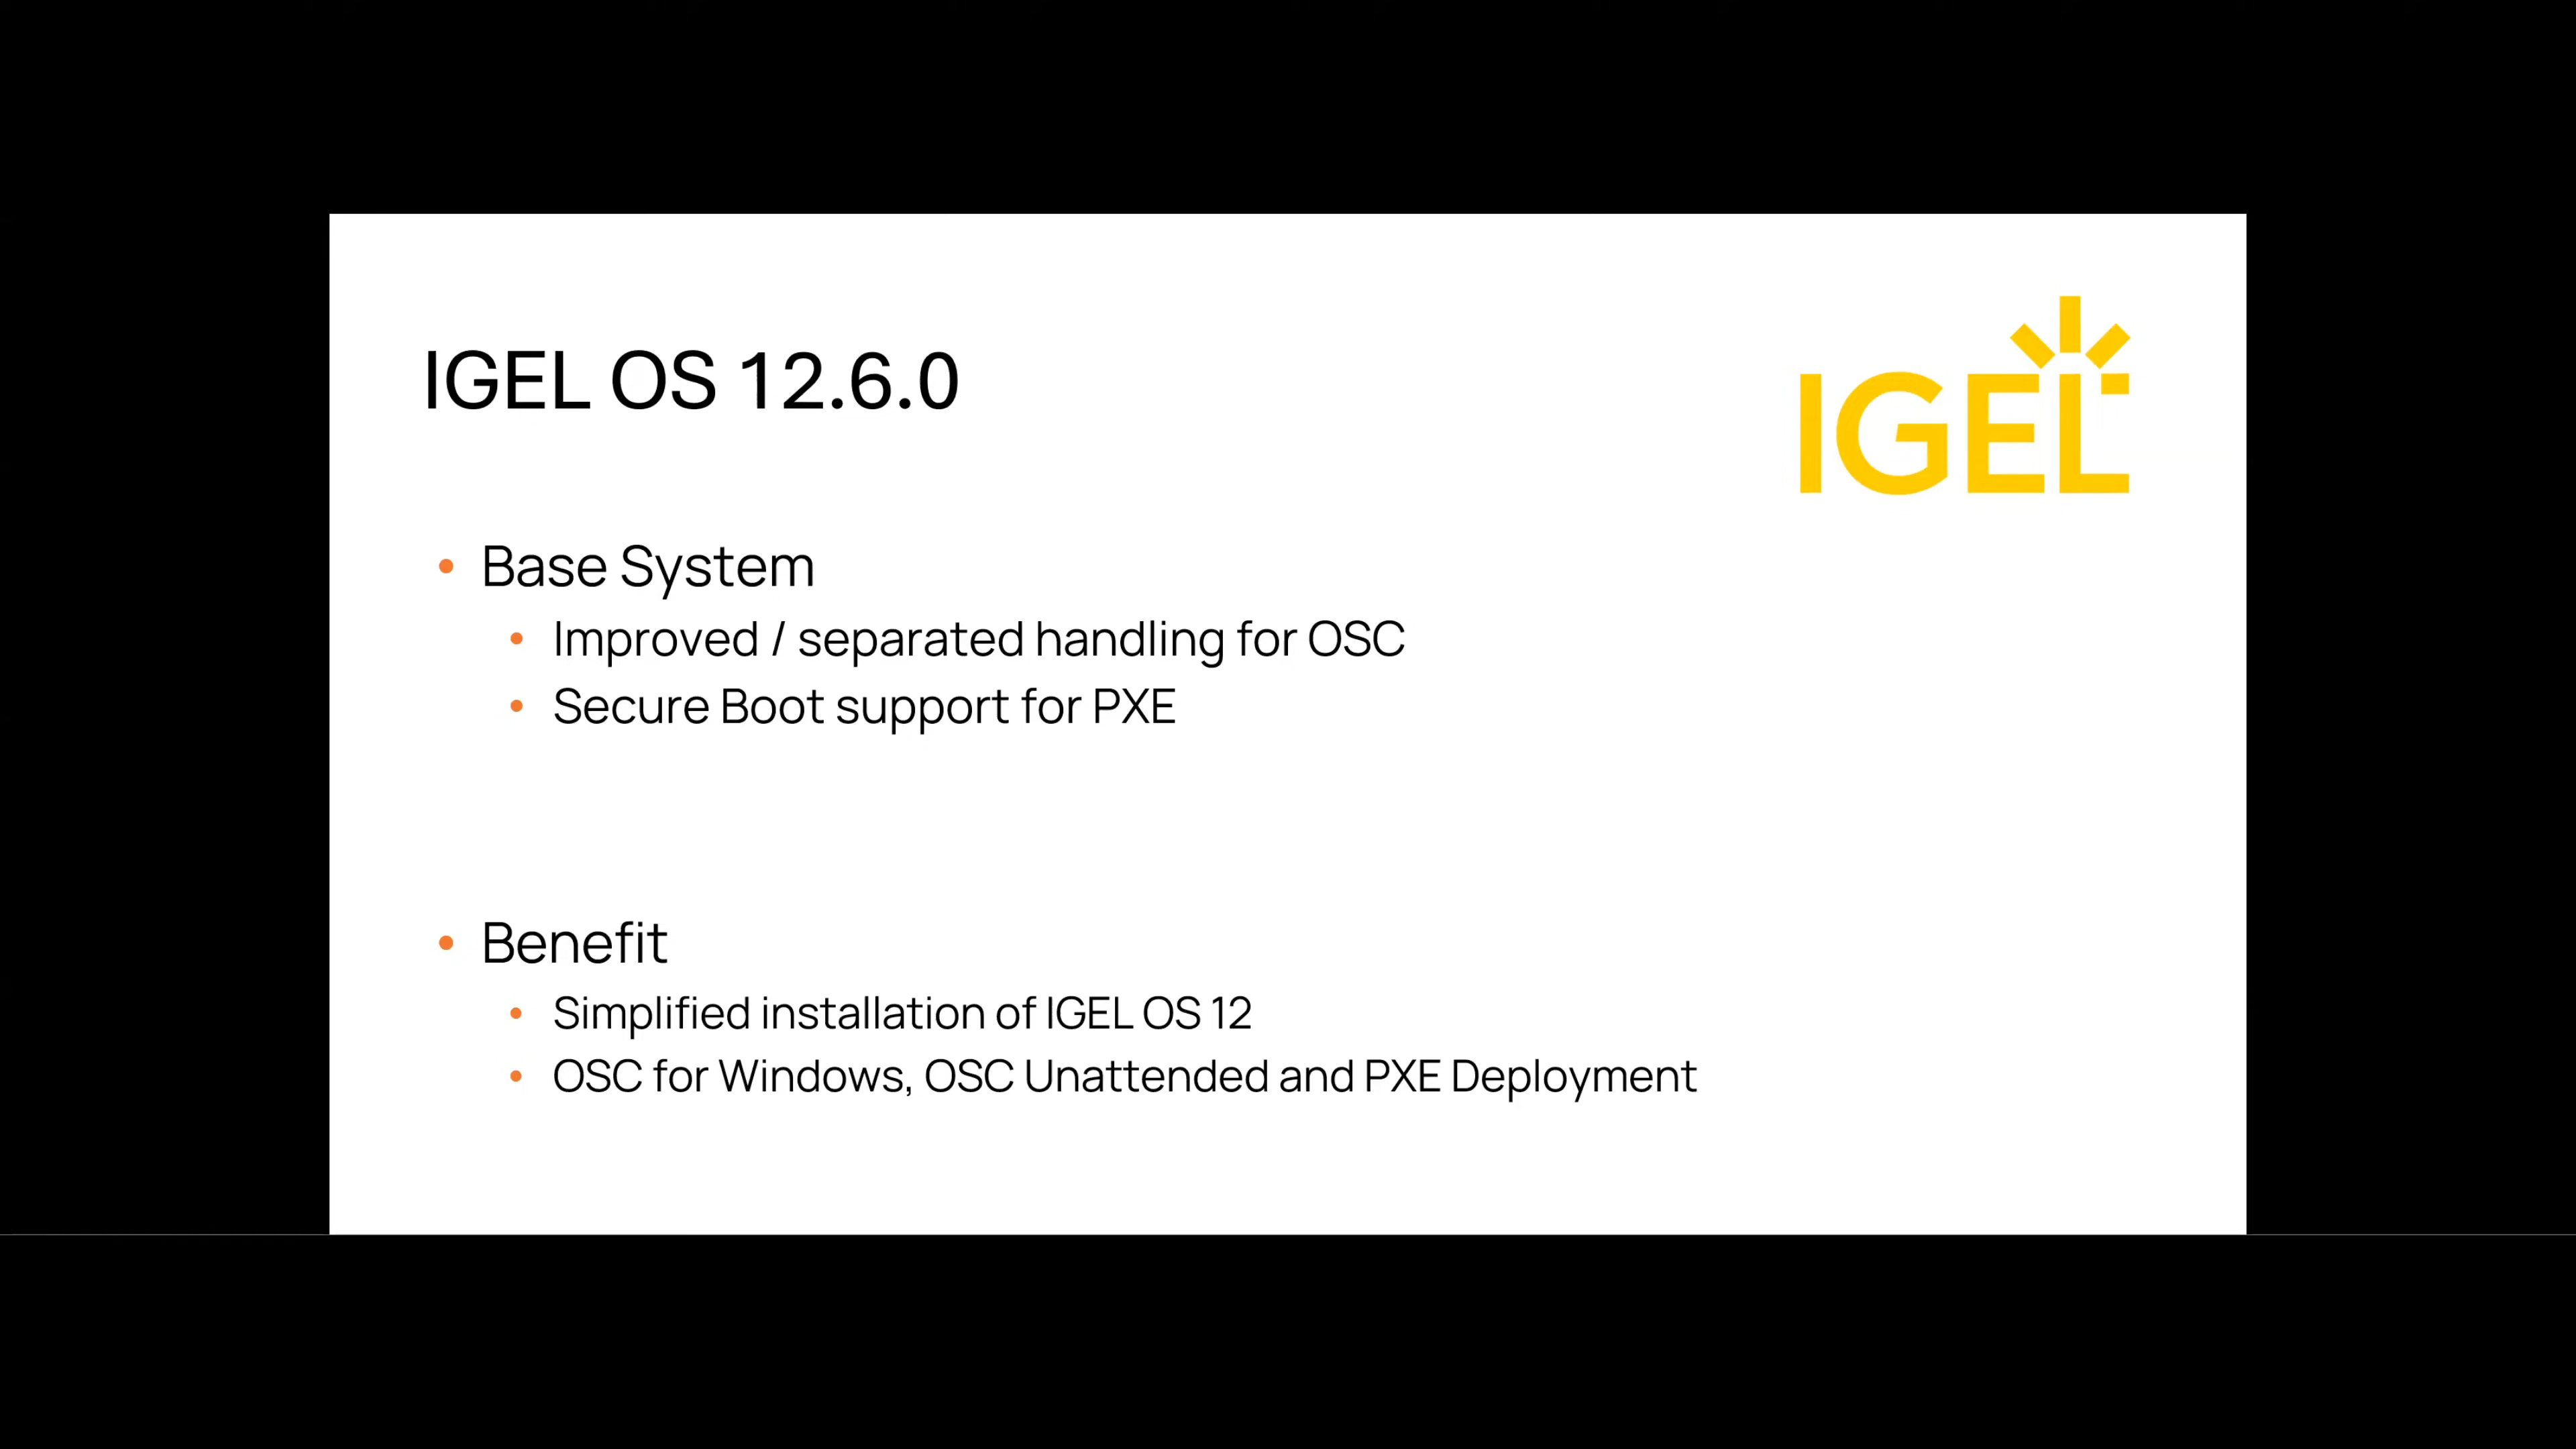 IGEL OS 12.6.0
IGEL
• Base System
• Improved / separated handling for OSC
• Secure Boot support for PXE
• Benefit
• Simplified installation of IGEL OS 12
• OSC for Windows, OSC Unattended and PXE Deployment